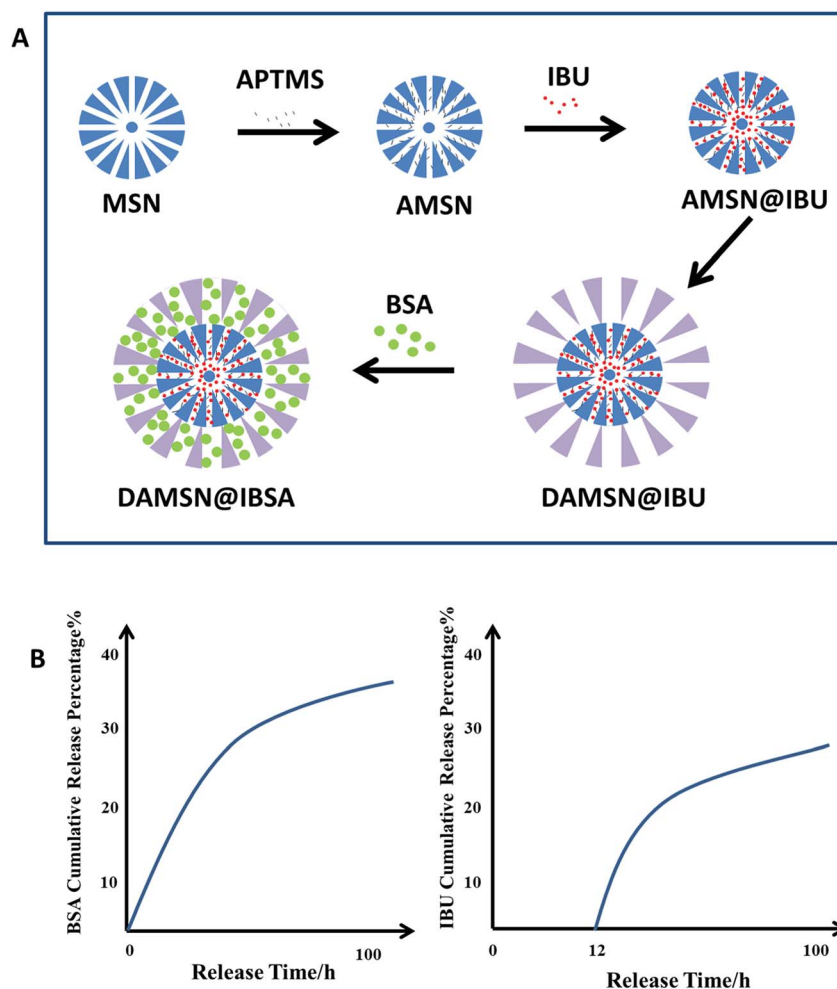 A
APTMS
IBU
MSN
AMSN
AMSN@IBU
BSA
DAMSN@IBSA
DAMSN@IBU
B
BSA Cumulative Release Percentage%
40
30
20
10
0
100
Release Time/h
IBU Cumulative Release Percentage%
40
30
20
10
0
12
100
Release Time/h